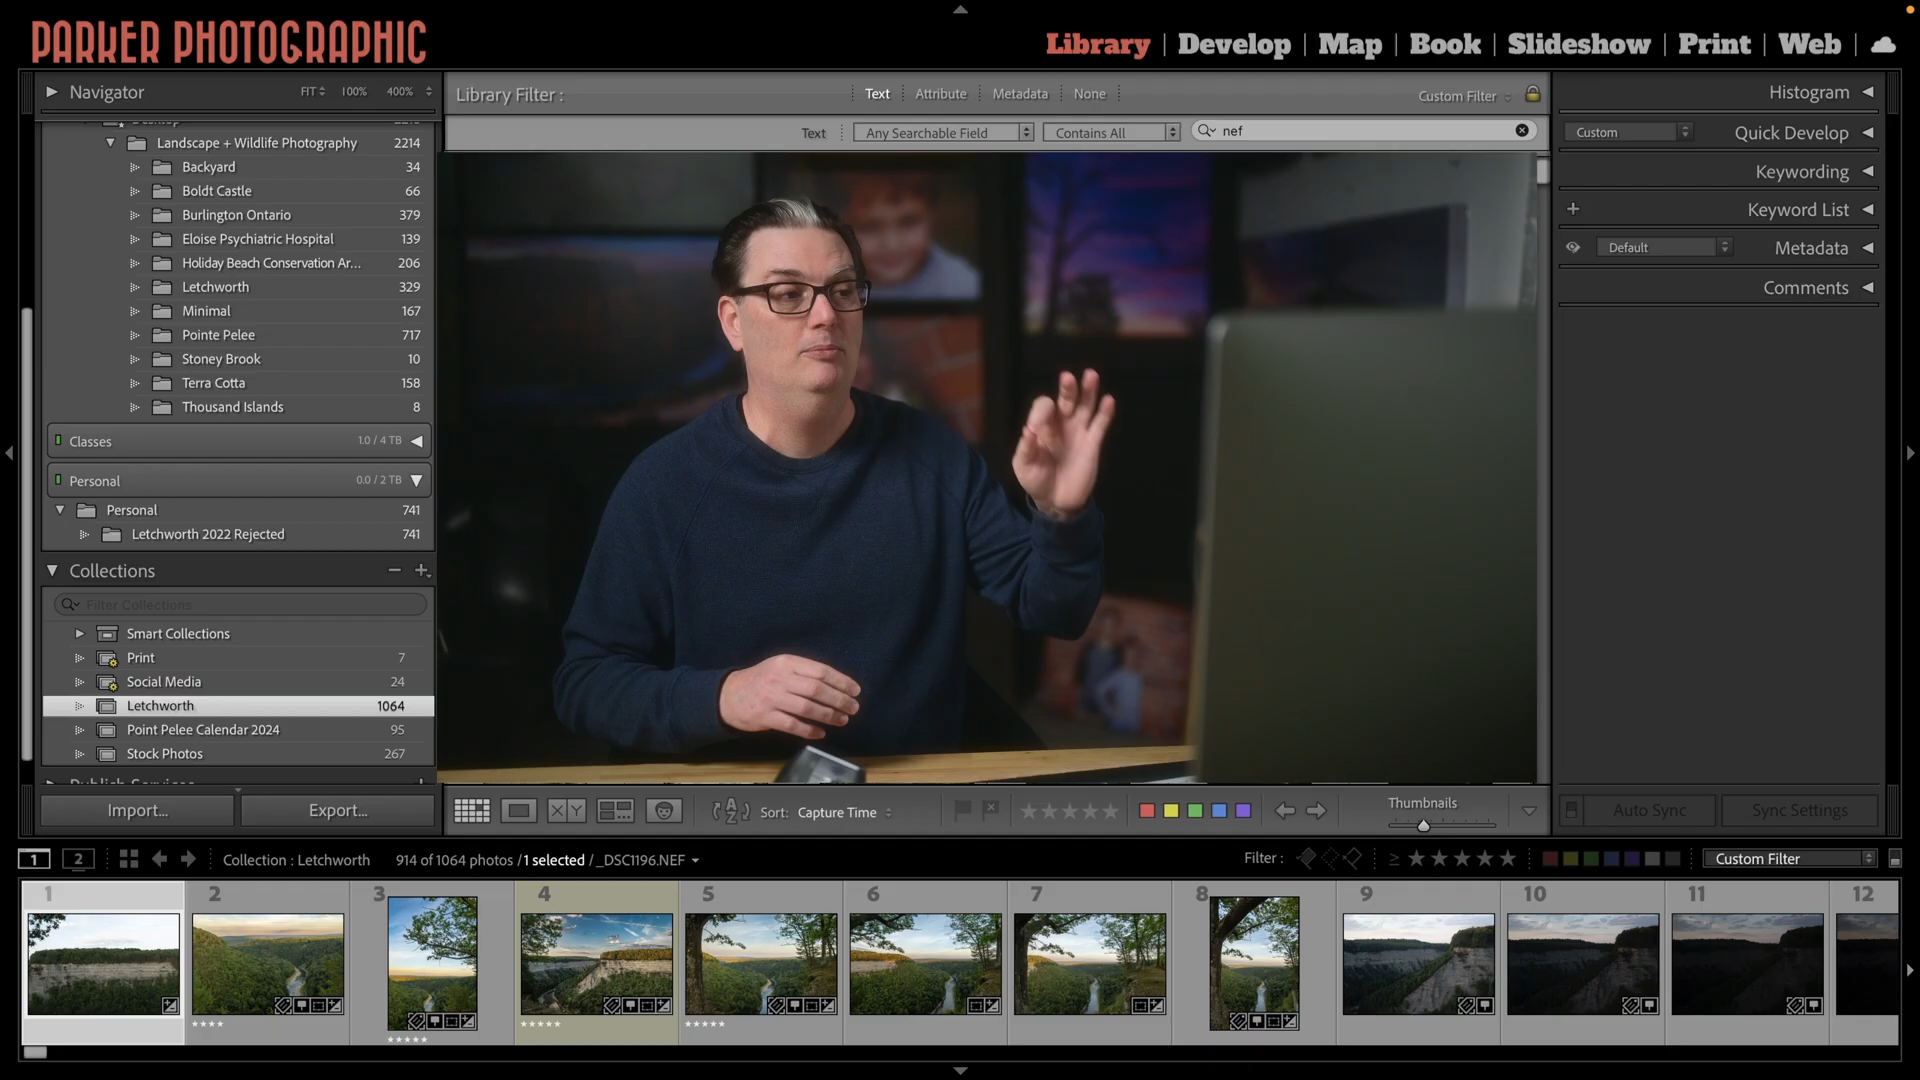 PARKER PHOTOGRAPHIC
Library | Develop | Map | Book | Slideshow | Print | Web
Navigator FIT 100% 400%
Library Filter : Text Attribute Metadata None Custom Filter
Text Any Searchable Field Contains All nef
Landscape + Wildlife Photography 2214
Backyard 34
Boldt Castle 66
Burlington Ontario 379
Eloise Psychiatric Hospital 139
Holiday Beach Conservation Ar... 206
Letchworth 329
Minimal 167
Pointe Pelee 717
Stoney Brook 10
Terra Cotta 158
Thousand Islands 8
Classes 1.0 / 4 TB
Personal 0.0 / 2 TB
Personal 741
Letchworth 2022 Rejected 741
Collections
Filter Collections
Smart Collections
Print 7
Social Media 24
Letchworth 1064
Point Pelee Calendar 2024 95
Stock Photos 267
Import... Export...
Histogram
Custom Quick Develop
Keywording
Keyword List
Default Metadata
Comments
XY Sort: Capture Time Thumbnails
Auto Sync Sync Settings
1 2 Collection : Letchworth 914 of 1064 photos / 1 selected / _DSC1196.NEF Filter : Custom Filter
1 2 3 4 5 6 7 8 9 10 11 12